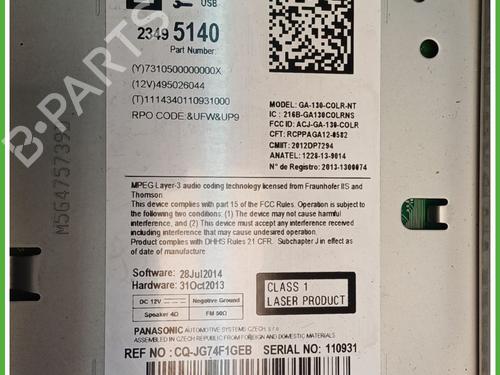 USB
2349 5140
Part Number:
(Y)7310500000000X
(12V)495026044
(T)1114340110931000
RPO CODE:&UFW&UP9
MODEL: GA-130-COLR-NT
IC : 216B-GA130COLRNS
FCC ID: ACJ-GA-130-COLR
CFT: RCPPAGA12-0582
CMIIT: 2012DP7294
ANATEL: 1228-13-9014
N° de Registro: 2013-1300074
MPEG Layer-3 audio coding technology licensed from Fraunhofer IIS and
Thomson.
This device complies with part 15 of the FCC Rules. Operation is subject to
the following two conditions: (1) The device may not cause harmful
interference, and (2) This device must accept any interference received
including interference that may cause undesired operation.
Product complies with DHHS Rules 21 CFR. Subchapter J in effect as
of date of manufacture.
Software: 28Jul2014
Hardware: 31Oct2013
DC 12V
Negative Ground
Speaker 4Ω
FM 50Ω
CLASS 1
LASER PRODUCT
PANASONIC AUTOMOTIVE SYSTEMS CZECH, s.r.o.
ASSEMBLED IN CZECH REPUBLIC FROM FOREIGN AND DOMESTIC MATERIALS
REF NO : CQ-JG74F1GEB SERIAL NO: 110931
B-PARTS